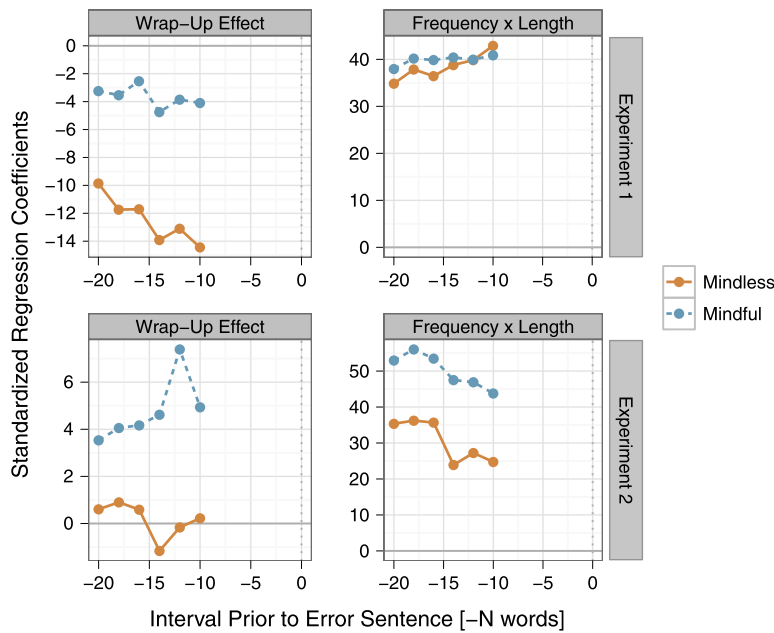 Wrap−Up Effect
Frequency x Length
0
−2
−4
−6
−8
−10
−12
−14
40
30
20
10
0
Experiment 1
−20 −15 −10 −5 0
−20 −15 −10 −5 0
Standardized Regression Coefficients
Mindless
Mindful
Wrap−Up Effect
Frequency x Length
6
4
2
0
50
40
30
20
10
0
Experiment 2
−20 −15 −10 −5 0
−20 −15 −10 −5 0
Interval Prior to Error Sentence [−N words]